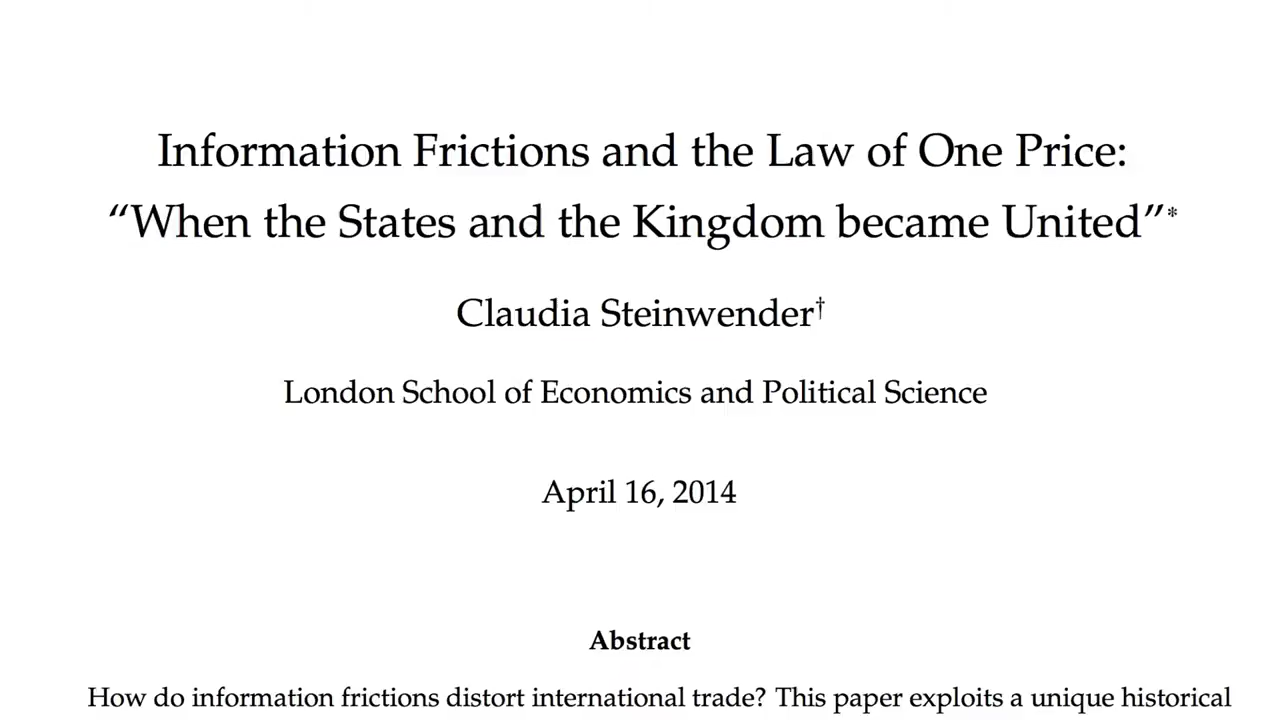 Information Frictions and the Law of One Price:
“When the States and the Kingdom became United”*
Claudia Steinwender†
London School of Economics and Political Science
April 16, 2014
Abstract
How do information frictions distort international trade? This paper exploits a unique historical